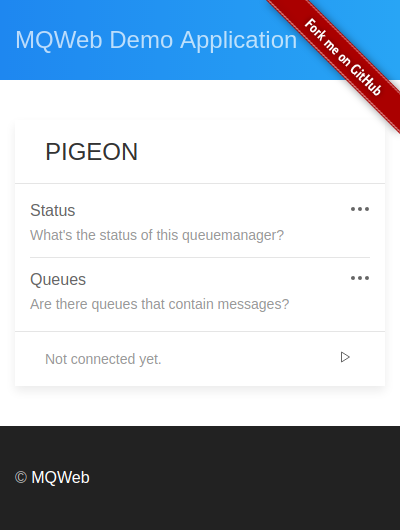 MQWeb Demo Application
Fork me on GitHub
PIGEON
Status
What's the status of this queuemanager?
Queues
Are there queues that contain messages?
Not connected yet.
© MQWeb